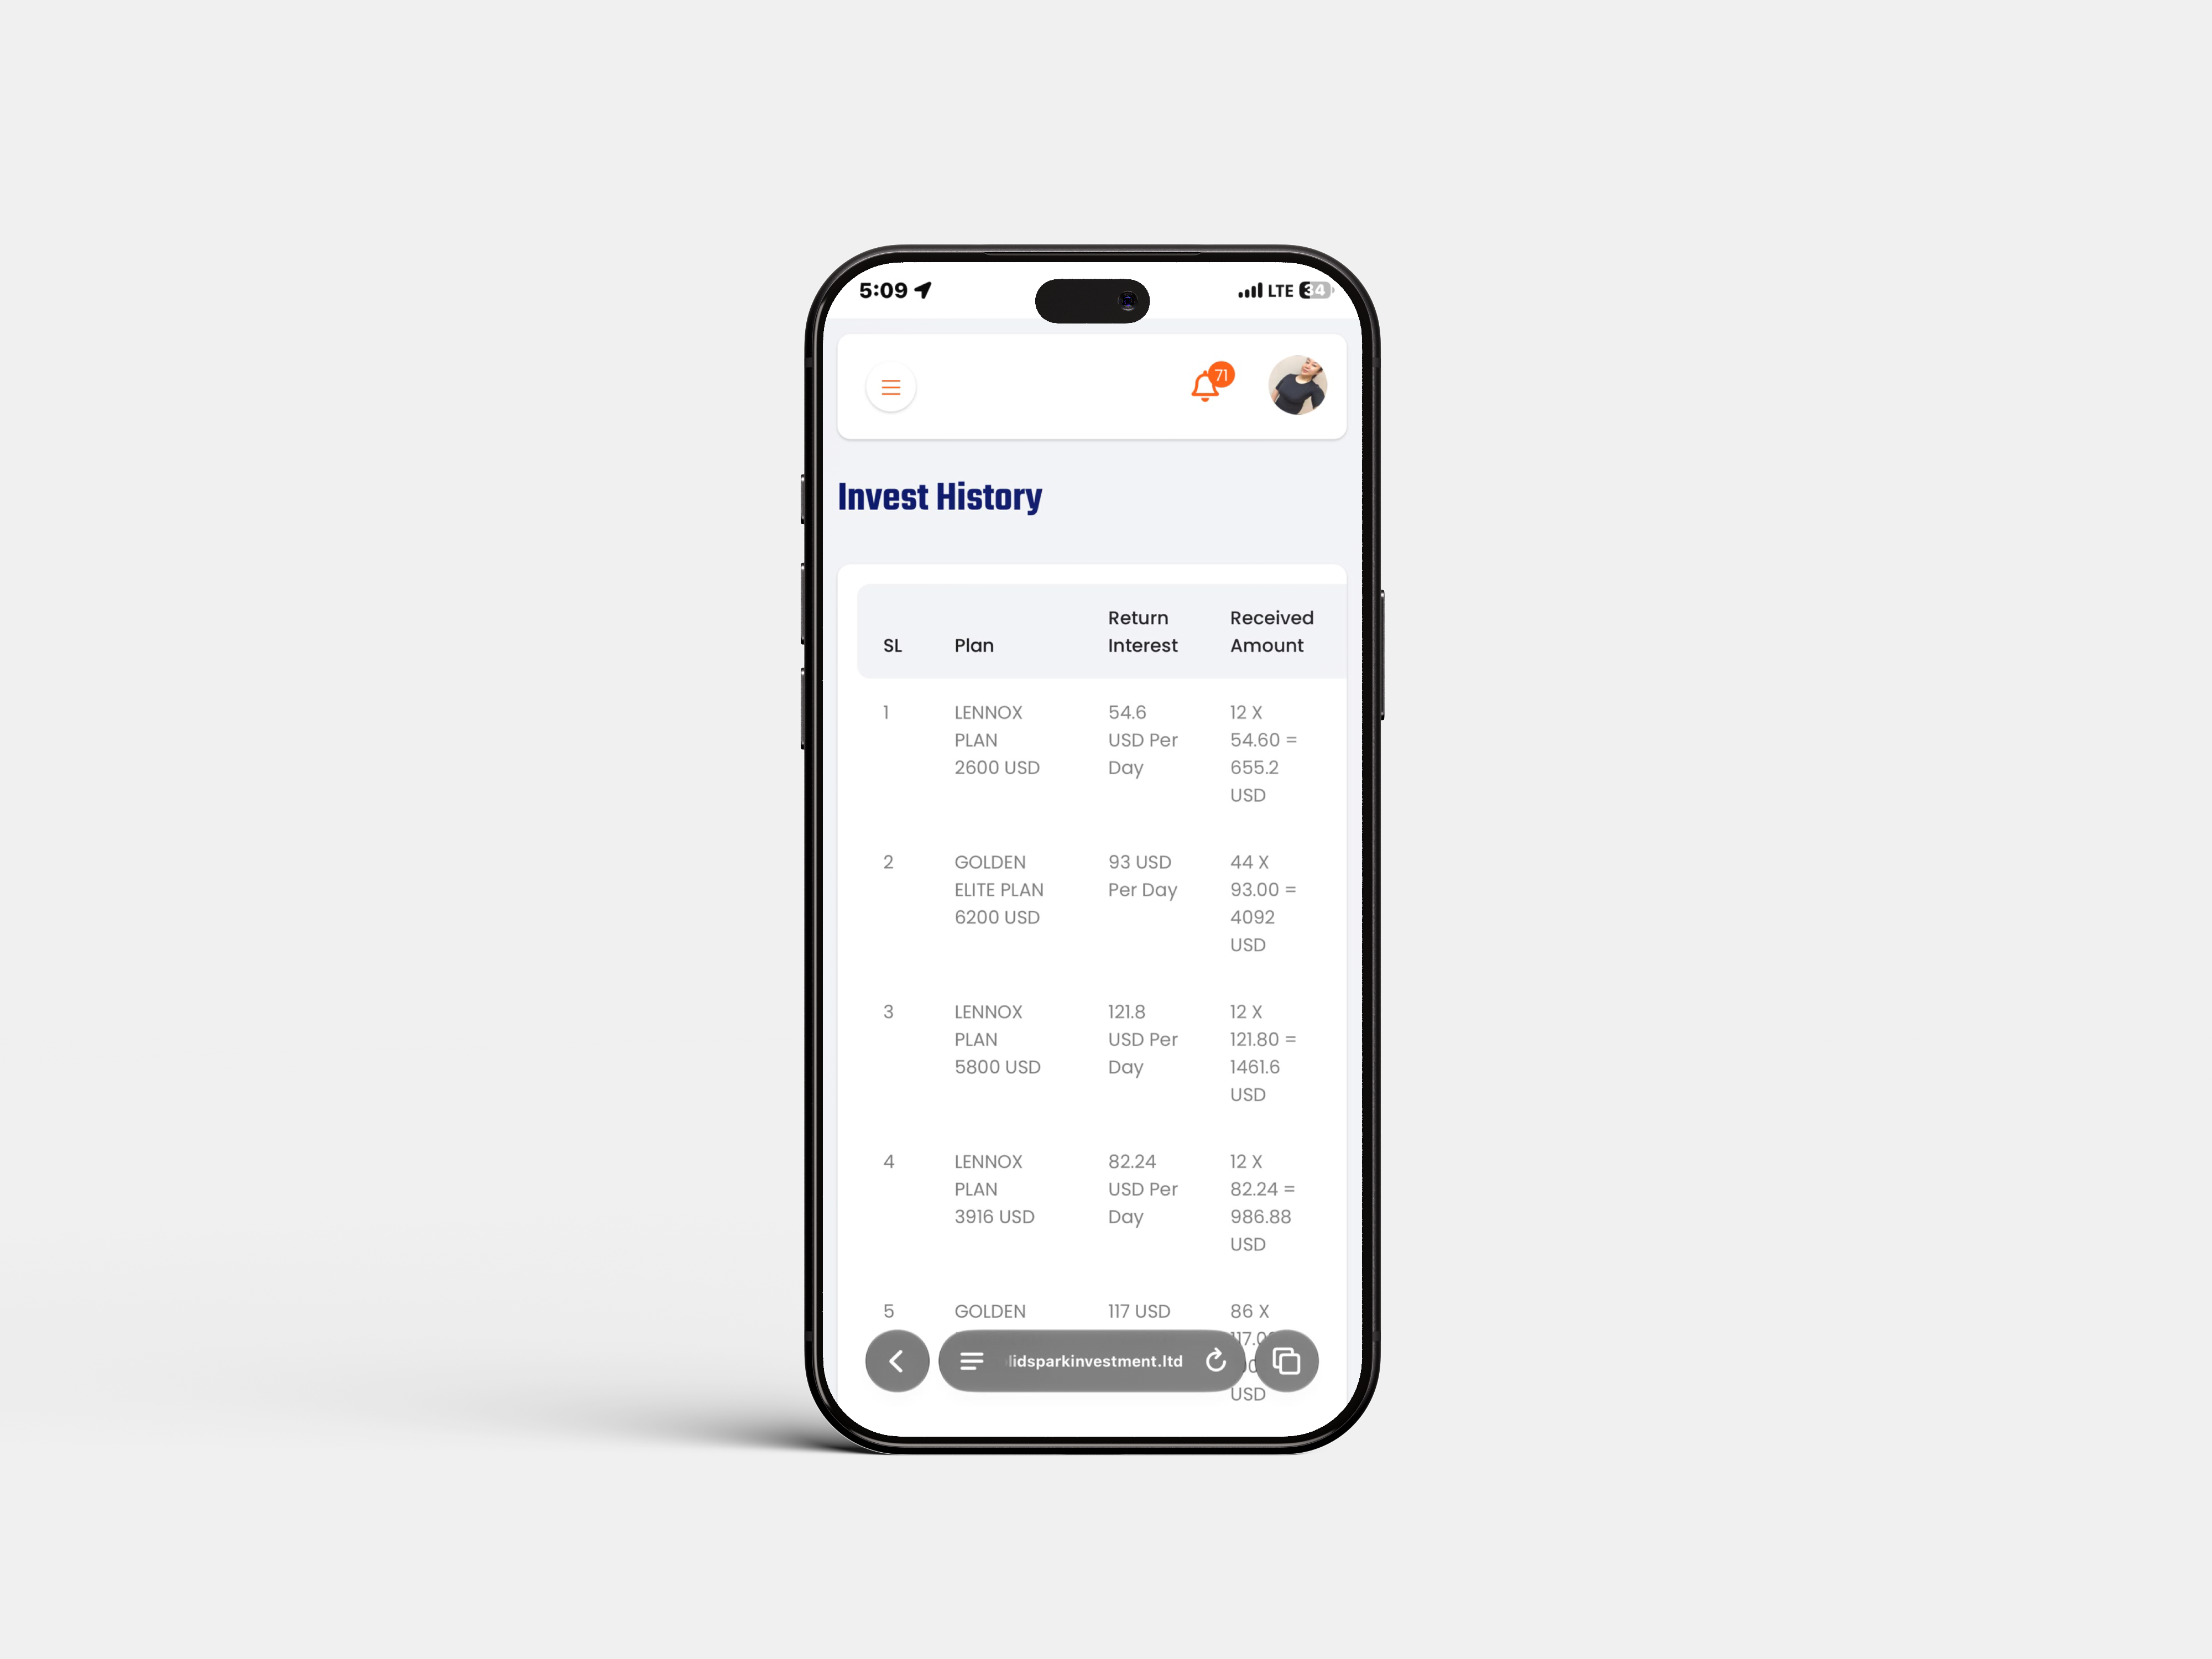 5:09
LTE 34
71
Invest History
SL Plan Return Interest Received Amount
1 LENNOX PLAN 2600 USD 54.6 USD Per Day 12 X 54.60 = 655.2 USD
2 GOLDEN ELITE PLAN 6200 USD 93 USD Per Day 44 X 93.00 = 4092 USD
3 LENNOX PLAN 5800 USD 121.8 USD Per Day 12 X 121.80 = 1461.6 USD
4 LENNOX PLAN 3916 USD 82.24 USD Per Day 12 X 82.24 = 986.88 USD
5 GOLDEN 117 USD 86 X
USD
lidsparkinvestment.ltd